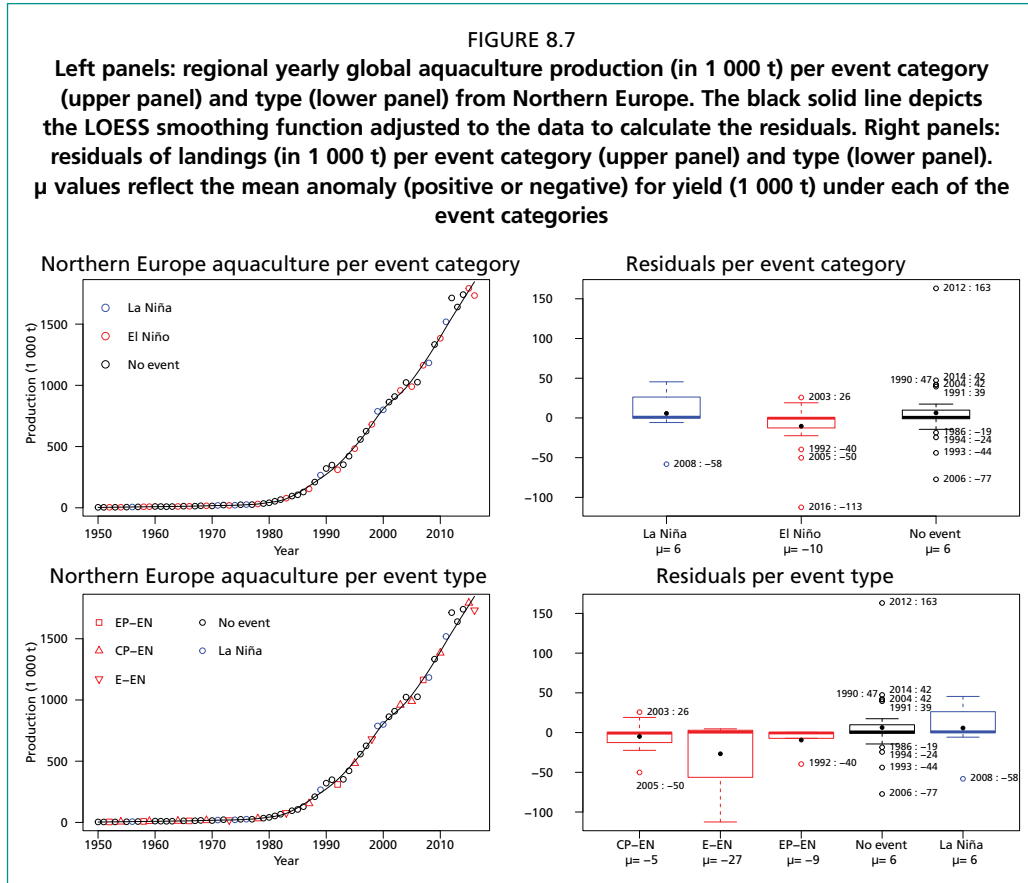 FIGURE 8.7
Left panels: regional yearly global aquaculture production (in 1 000 t) per event category
(upper panel) and type (lower panel) from Northern Europe. The black solid line depicts
the LOESS smoothing function adjusted to the data to calculate the residuals. Right panels:
residuals of landings (in 1 000 t) per event category (upper panel) and type (lower panel).
µ values reflect the mean anomaly (positive or negative) for yield (1 000 t) under each of the
event categories
Northern Europe aquaculture per event category
Production (1 000 t)
1500
1000
500
0
La Niña
El Niño
No event
1950 1960 1970 1980 1990 2000 2010
Year
Residuals per event category
150
100
50
0
−50
−100
2008 : −58
2003 : 26
1992 : −40
2005 : −50
2016 : −113
2012 : 163
2014 : 42
1990 : 47
2004 : 42
1991 : 39
1986 : −19
1994 : −24
1993 : −44
2006 : −77
La Niña El Niño No event
µ= 6 µ= −10 µ= 6
Northern Europe aquaculture per event type
Production (1 000 t)
1500
1000
500
0
EP−EN No event
CP−EN La Niña
E−EN
1950 1960 1970 1980 1990 2000 2010
Year
Residuals per event type
150
100
50
0
−50
−100
2003 : 26
2005 : −50
1992 : −40
2012 : 163
2014 : 42
1990 : 47
2004 : 42
1991 : 39
1986 : −19
1994 : −24
1993 : −44
2006 : −77
2008 : −58
CP−EN E−EN EP−EN No event La Niña
µ= −5 µ= −27 µ= −9 µ= 6 µ= 6